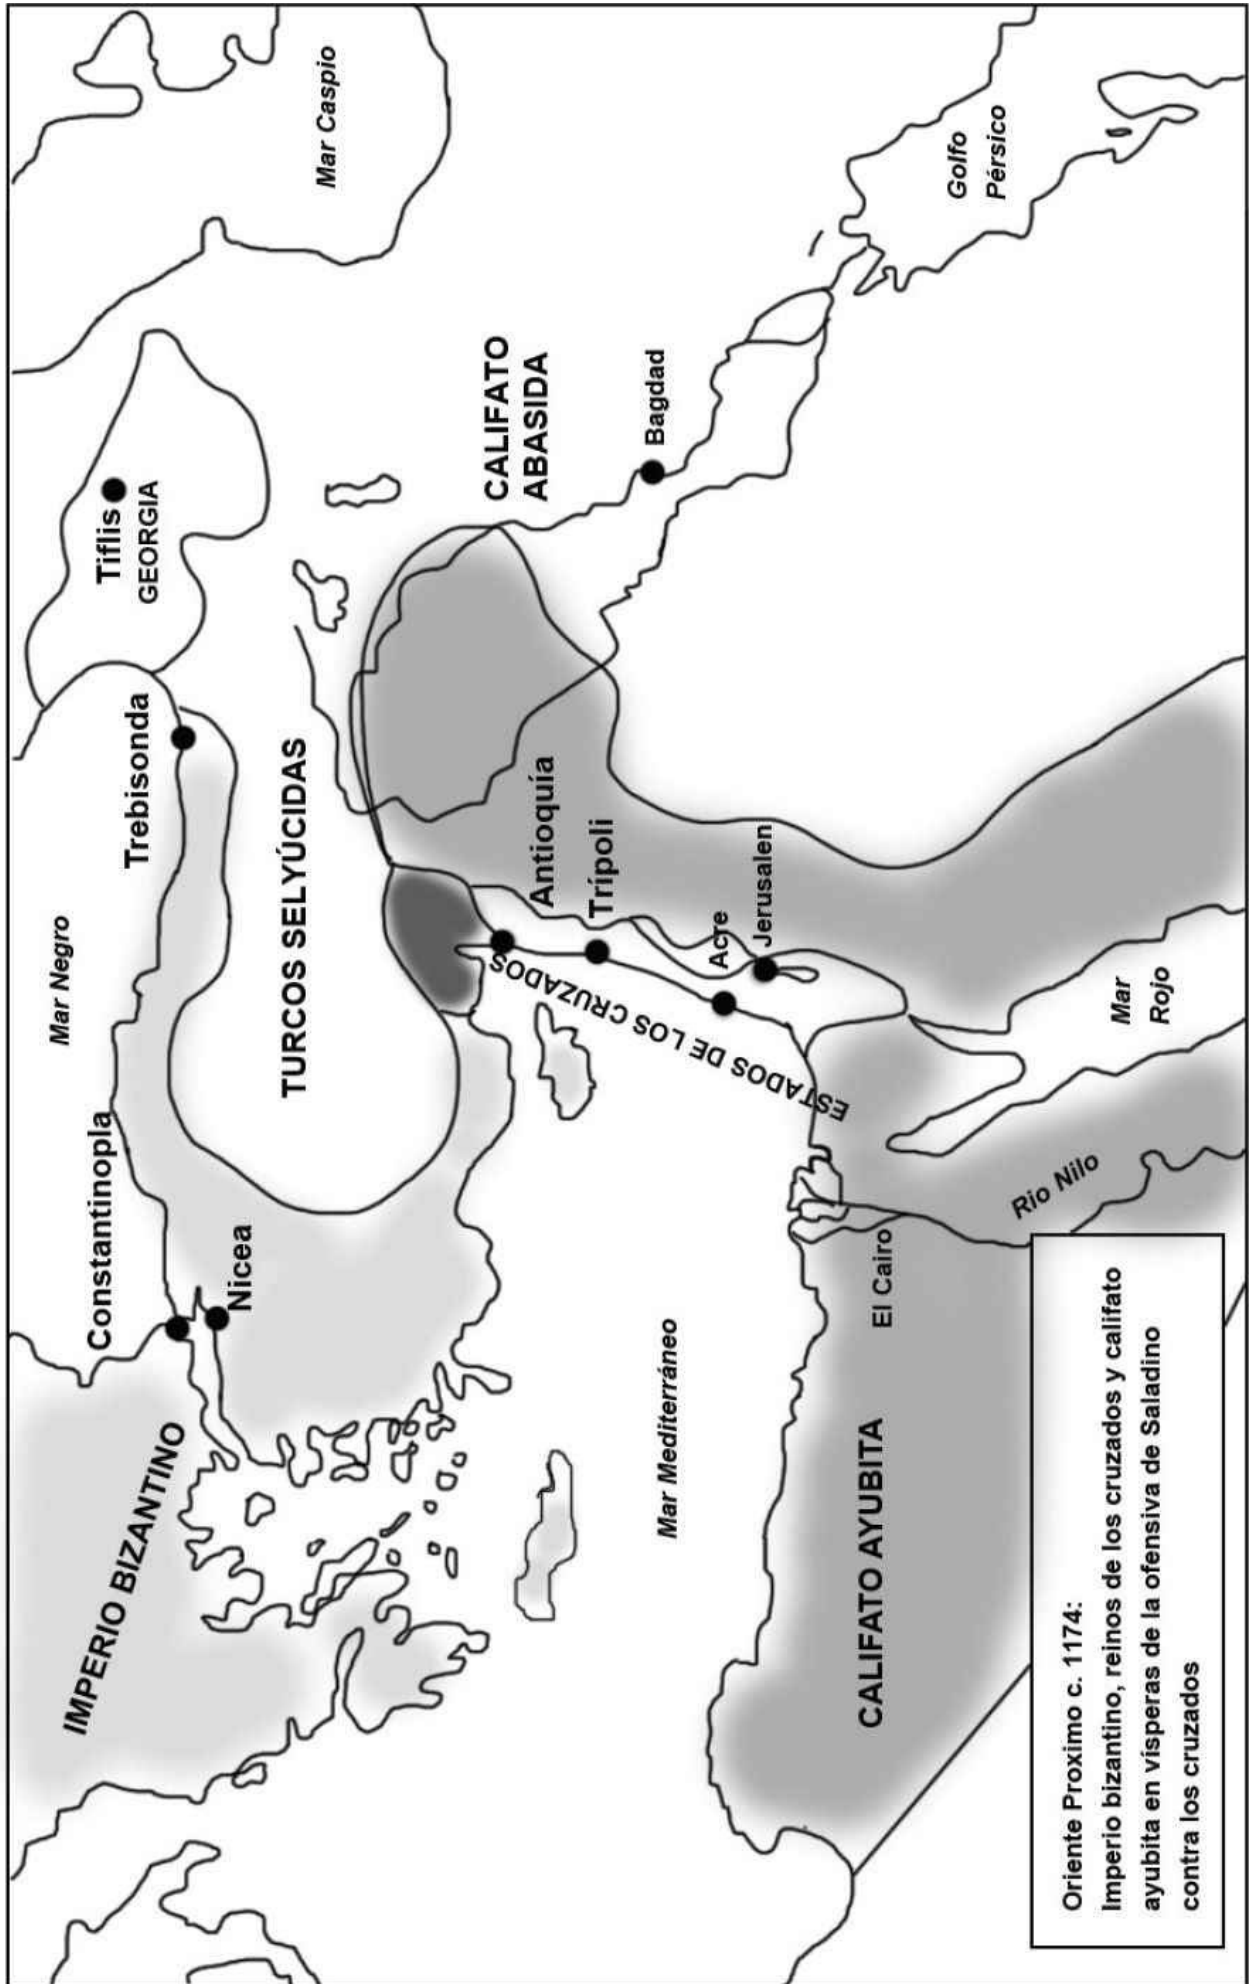 Mar Negro
Mar Caspio
Tiflis
GEORGIA
Constantinopla
Trebisonda
IMPERIO BIZANTINO
Nicea
TURCOS SELYÚCIDAS
CALIFATO
ABASIDA
Bagdad
Antioquía
Trípoli
Acre
Jerusalen
ESTADOS DE LOS CRUZADOS
Mar Mediterráneo
Golfo
Pérsico
CALIFATO AYUBITA
El Cairo
Rio Nilo
Mar
Rojo
Oriente Proximo c. 1174:
Imperio bizantino, reinos de los cruzados y califato
ayubita en vísperas de la ofensiva de Saladino
contra los cruzados